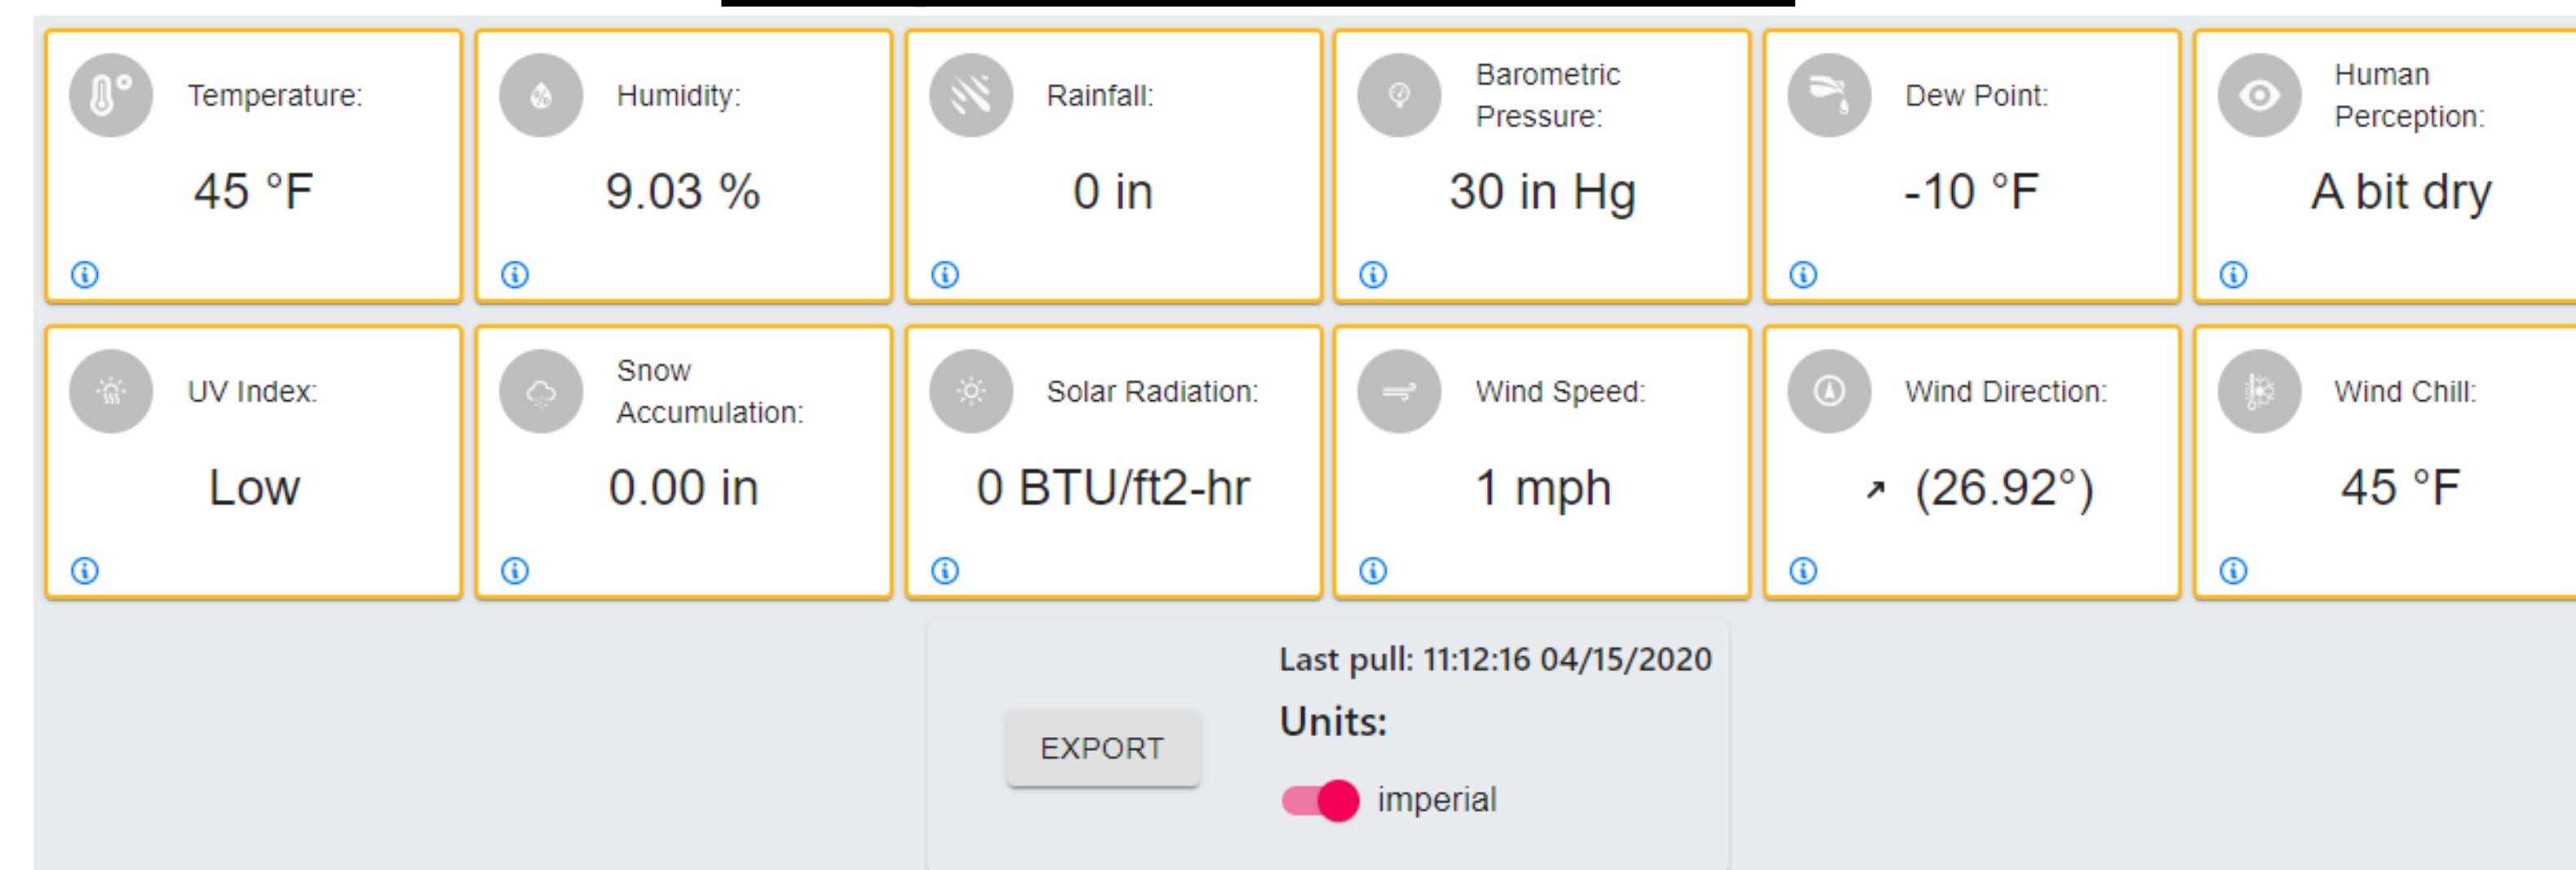 Temperature:
45 °F
Humidity:
9.03 %
Rainfall:
0 in
Barometric
Pressure:
30 in Hg
Dew Point:
-10 °F
Human
Perception:
A bit dry
UV Index:
Low
Snow
Accumulation:
0.00 in
Solar Radiation:
0 BTU/ft2-hr
Wind Speed:
1 mph
Wind Direction:
↗ (26.92°)
Wind Chill:
45 °F
Last pull: 11:12:16 04/15/2020
Units:
EXPORT
imperial